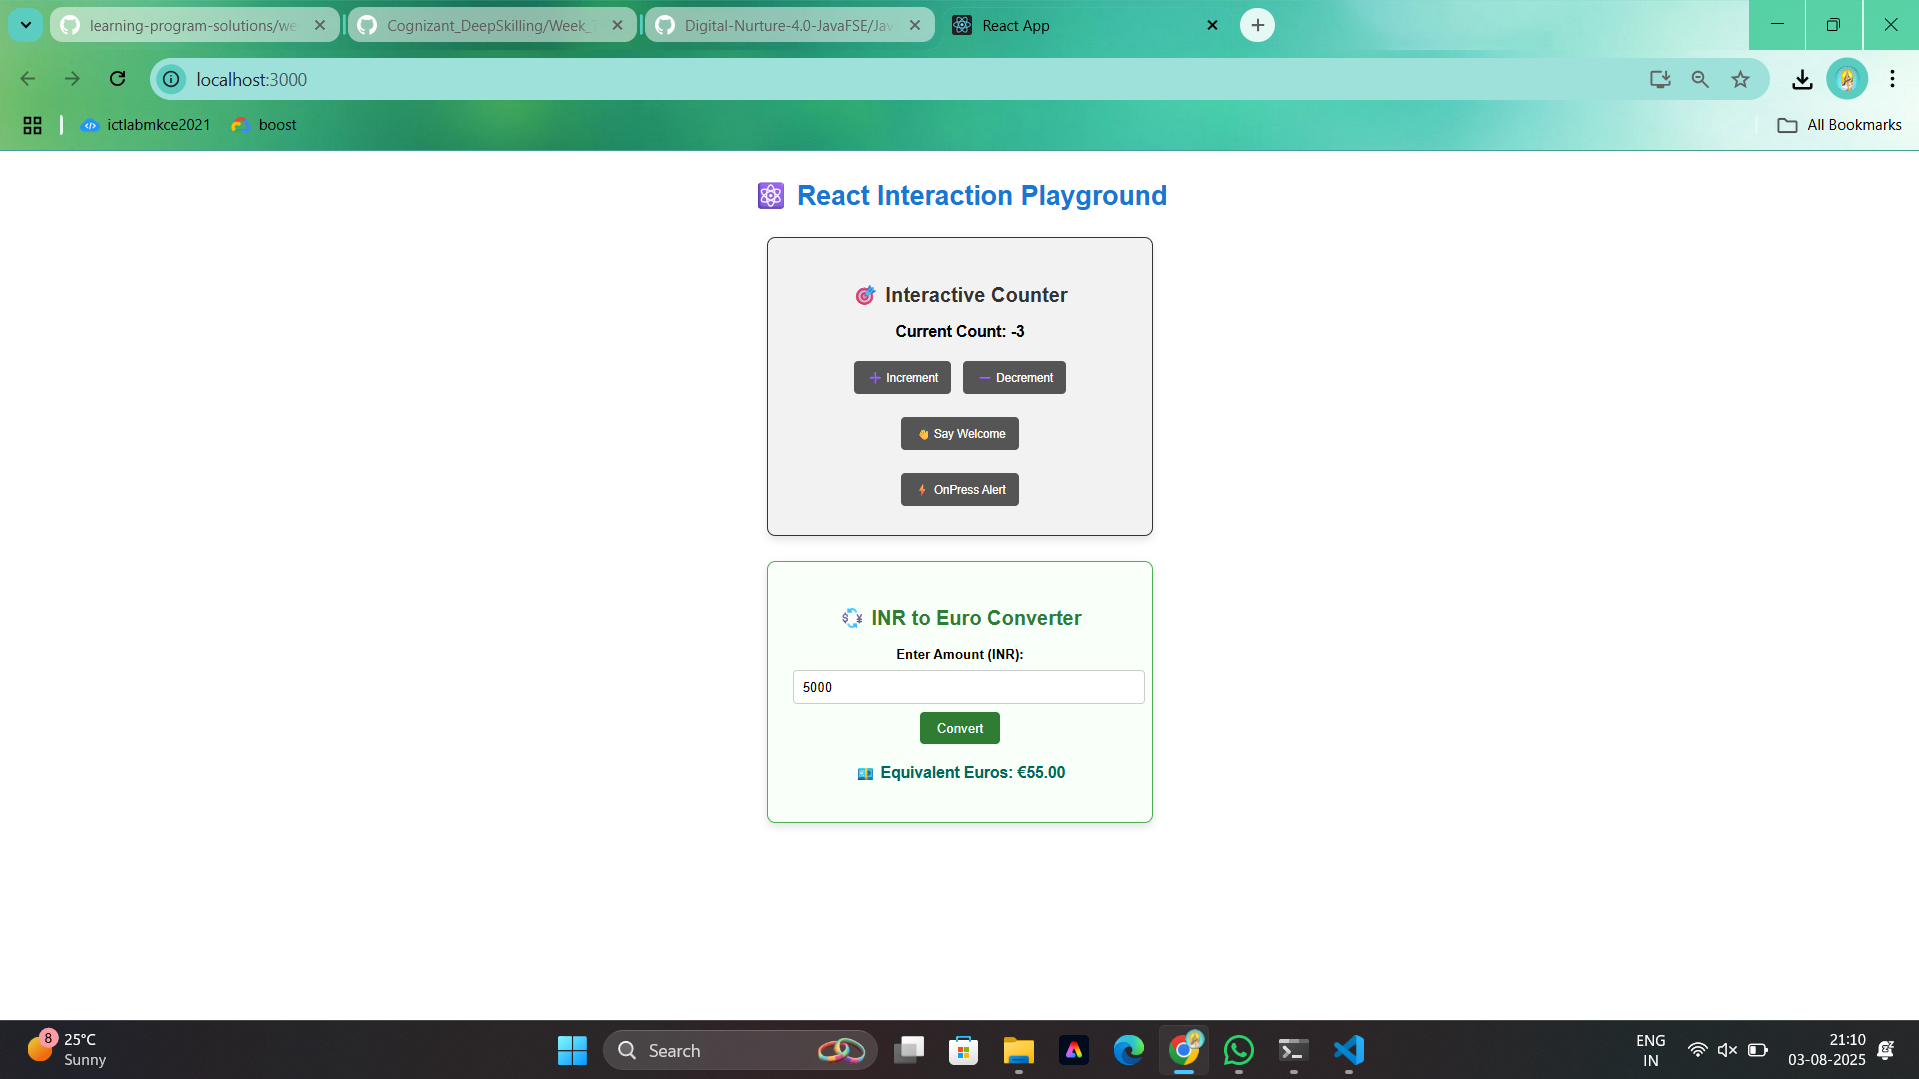 learning-program-solutions/we
Cognizant_DeepSkilling/Week_
Digital-Nurture-4.0-JavaFSE/Jav
React App
localhost:3000
ictlabmkce2021
boost
All Bookmarks
React Interaction Playground
Interactive Counter
Current Count: -3
Increment
Decrement
Say Welcome
OnPress Alert
INR to Euro Converter
Enter Amount (INR):
5000
Convert
Equivalent Euros: €55.00
8
25°C
Sunny
Search
ENG
IN
21:10
03-08-2025